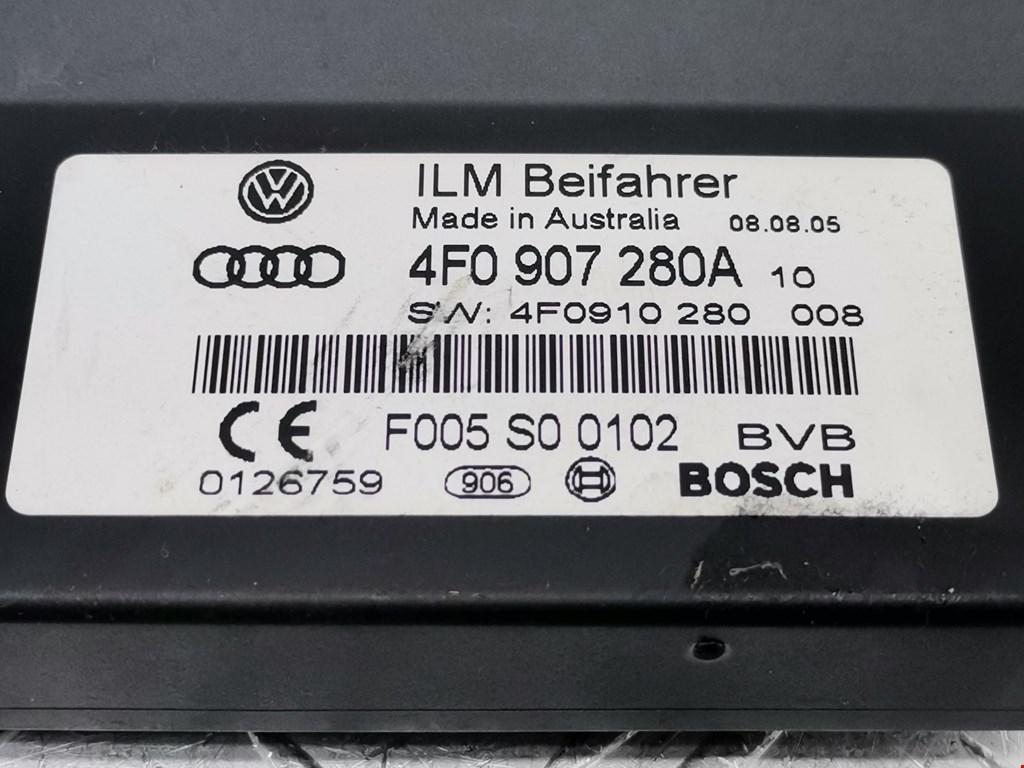 ILM Beifahrer
Made in Australia 08.08.05
4F0 907 280A 10
SW: 4F0910 280 008
CE F005 S0 0102 BVB
0126759 906 BOSCH